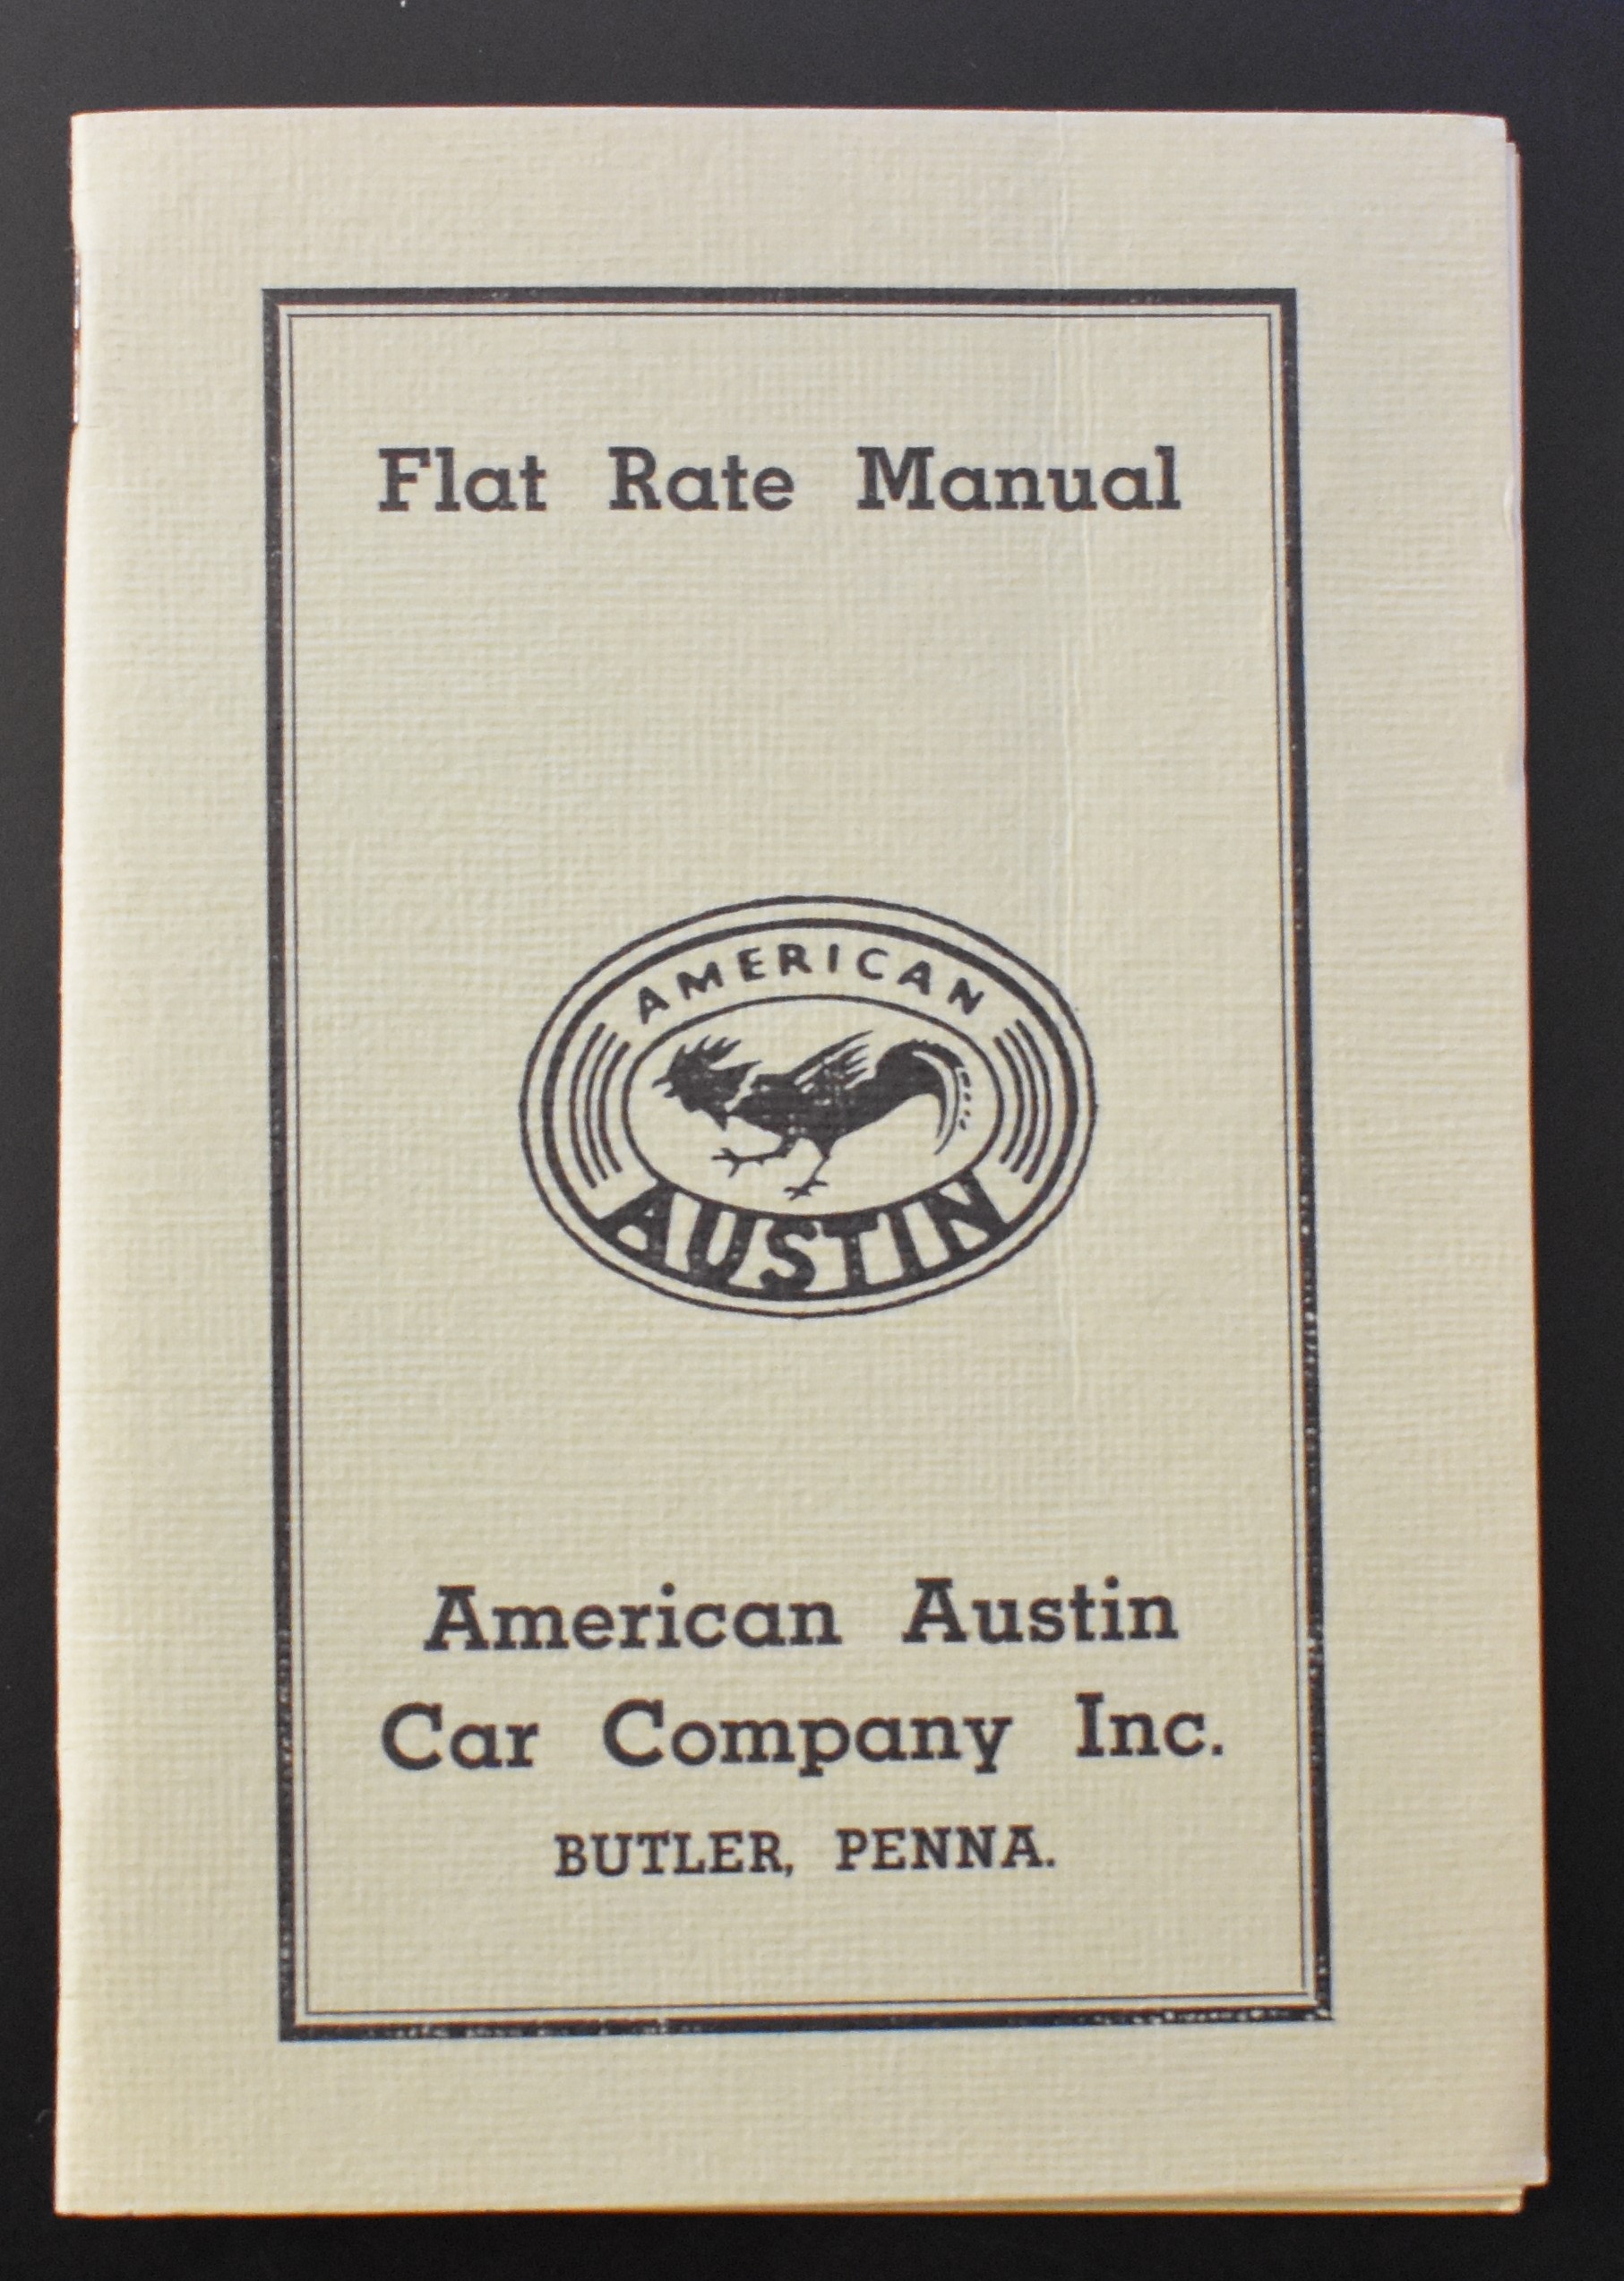 Flat Rate Manual
AMERICAN
AUSTIN
American Austin
Car Company Inc.
BUTLER, PENNA.